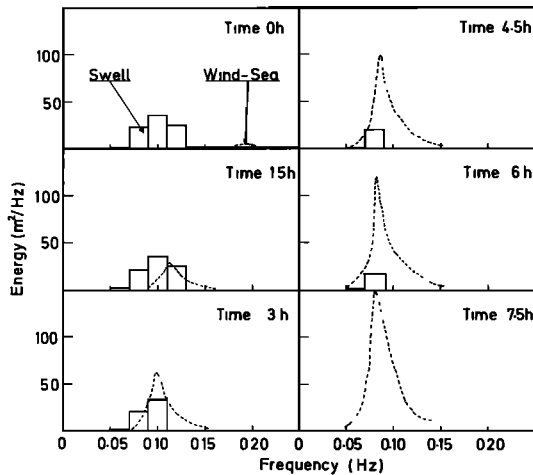 Time 0h
Time 4·5h
100
Swell
Wind-Sea
50
Energy (m²/Hz)
Time 15h
Time 6h
100
50
Time 3h
Time 7·5h
100
50
0 0·05 0·10 0·15 0·20 0 0·05 0·10 0·15 0·20
Frequency (Hz)